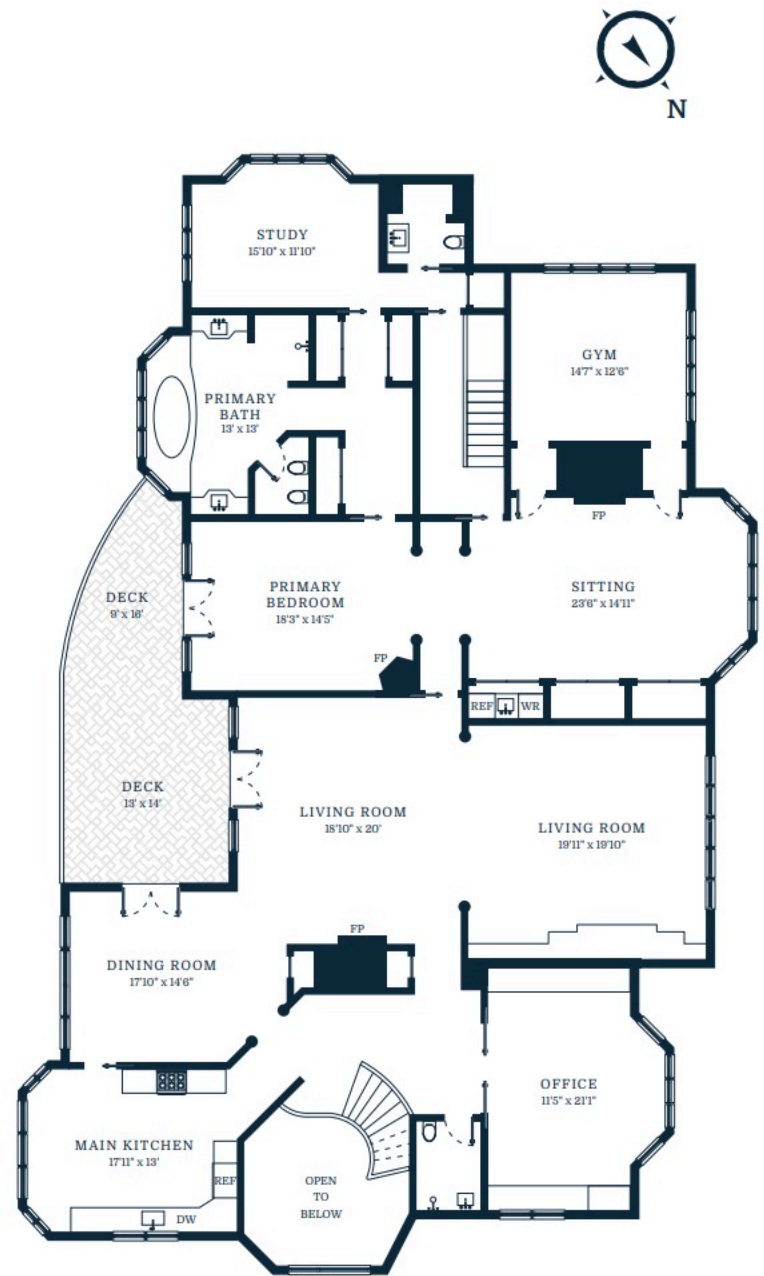 N
STUDY
15'10" x 11'10"
GYM
14'7" x 12'6"
PRIMARY
BATH
13' x 13'
FP
DECK
9' x 16'
PRIMARY
BEDROOM
18'3" x 14'5"
SITTING
23'6" x 14'11"
FP
REF
WR
DECK
13' x 14'
LIVING ROOM
18'10" x 20'
LIVING ROOM
19'11" x 19'10"
FP
DINING ROOM
17'10" x 14'6"
OFFICE
11'5" x 21'1"
MAIN KITCHEN
17'11" x 13'
REF
DW
OPEN
TO
BELOW